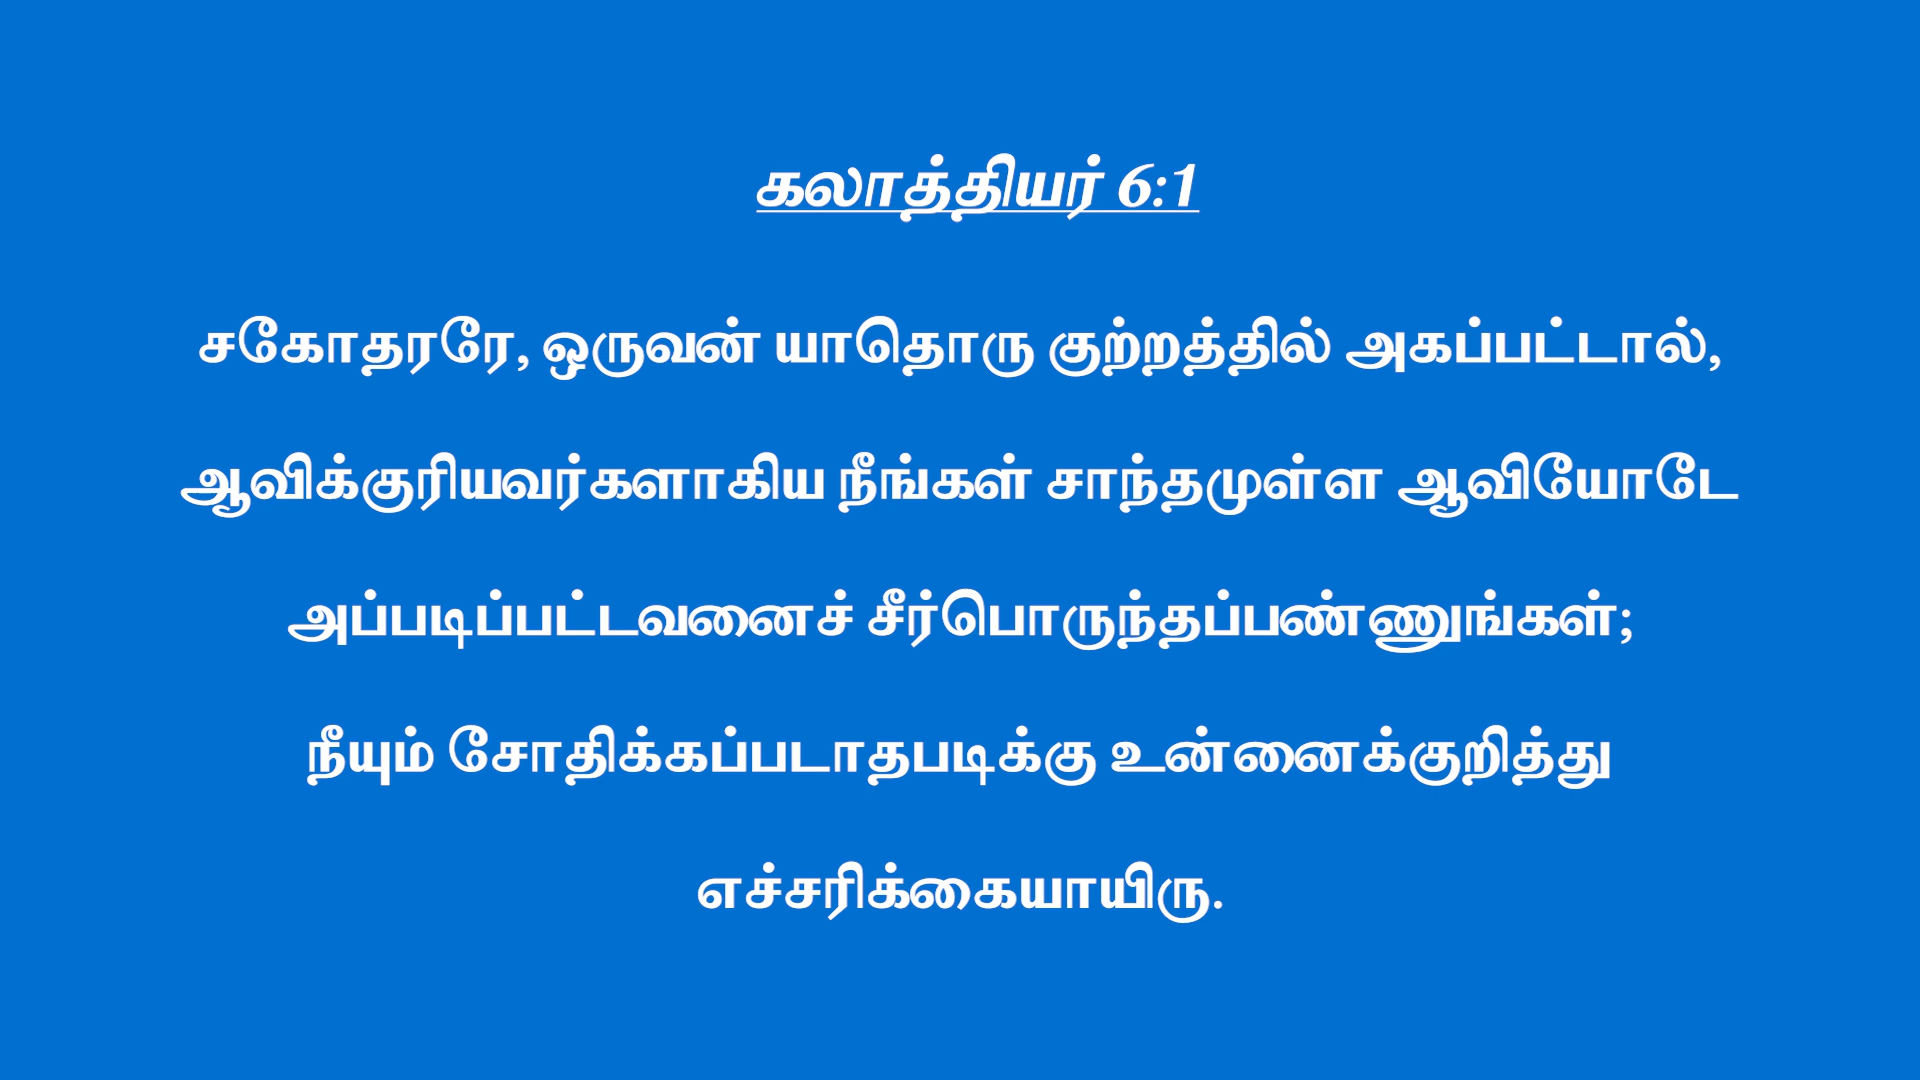 கலாத்தியர் 6:1
சகோதரரே, ஒருவன் யாதொரு குற்றத்தில் அகப்பட்டால்,
ஆவிக்குரியவர்களாகிய நீங்கள் சாந்தமுள்ள ஆவியோடே
அப்படிப்பட்டவனைச் சீர்பொருந்தப்பண்ணுங்கள்;
நீயும் சோதிக்கப்படாதபடிக்கு உன்னைக்குறித்து
எச்சரிக்கையாயிரு.